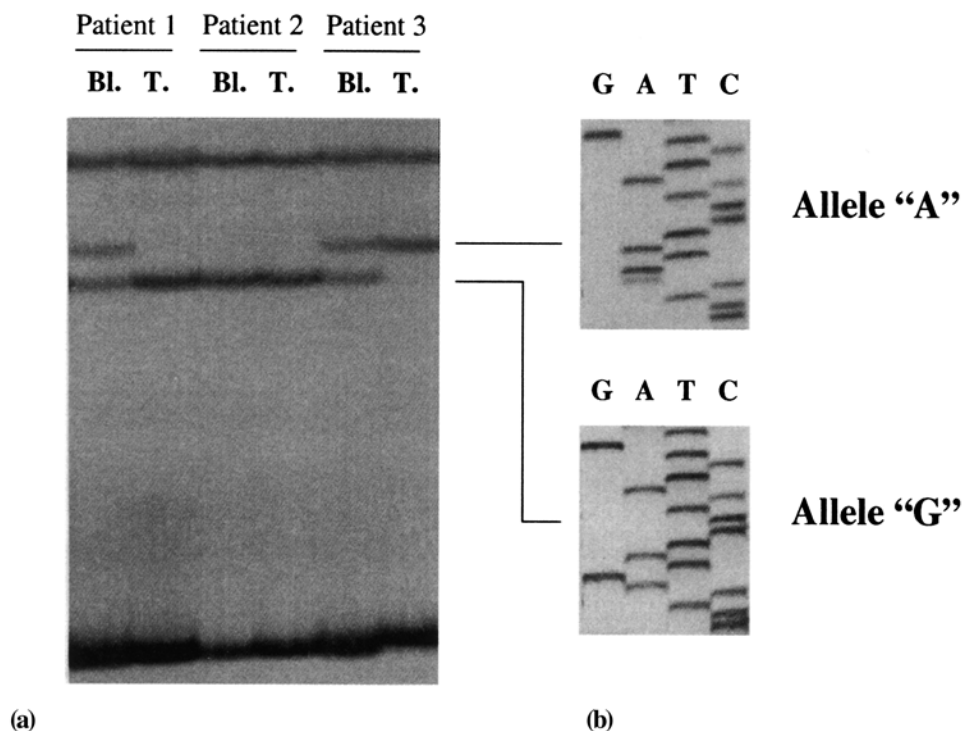 Patient 1 Patient 2 Patient 3
Bl. T. Bl. T. Bl. T.
G A T C
Allele “A”
G A T C
Allele “G”
(a) (b)